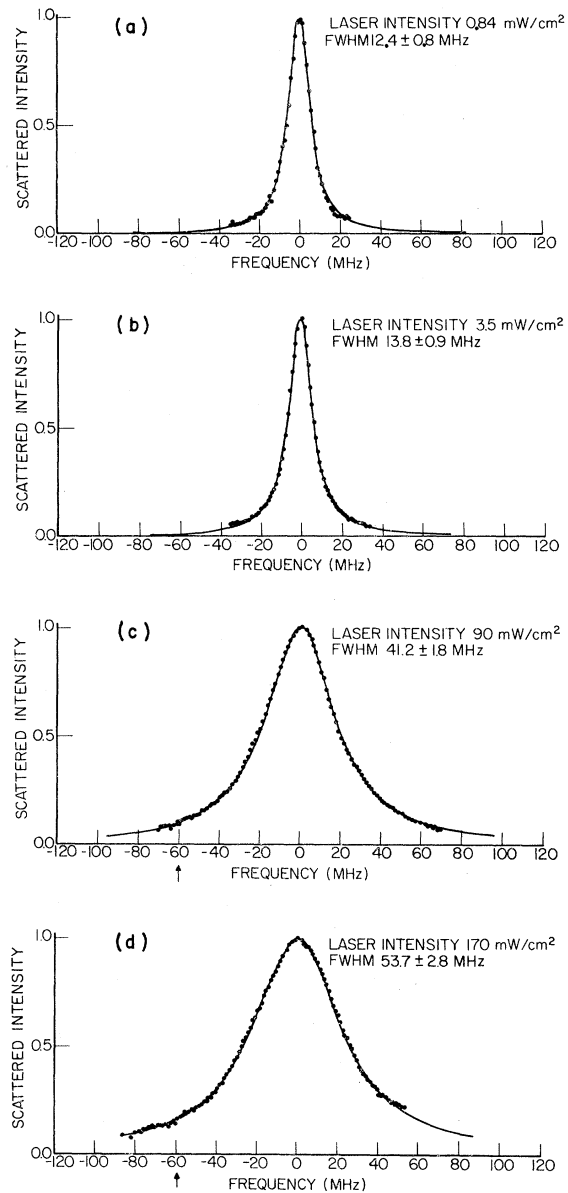 (a)
LASER INTENSITY 0.84 mW/cm²
FWHM 12.4 ± 0.8 MHz
SCATTERED INTENSITY
1.0
0.5
0.0
-120 -100 -80 -60 -40 -20 0 20 40 60 80 100 120
FREQUENCY (MHz)
(b)
LASER INTENSITY 3.5 mW/cm²
FWHM 13.8 ± 0.9 MHz
SCATTERED INTENSITY
1.0
0.5
0.0
-120 -100 -80 -60 -40 -20 0 20 40 60 80 100 120
FREQUENCY (MHz)
(c)
LASER INTENSITY 90 mW/cm²
FWHM 41.2 ± 1.8 MHz
SCATTERED INTENSITY
1.0
0.5
0.0
-120 -100 -80 -60 -40 -20 0 20 40 60 80 100 120
FREQUENCY (MHz)
(d)
LASER INTENSITY 170 mW/cm²
FWHM 53.7 ± 2.8 MHz
SCATTERED INTENSITY
1.0
0.5
0.0
-120 -100 -80 -60 -40 -20 0 20 40 60 80 100 120
FREQUENCY (MHz)